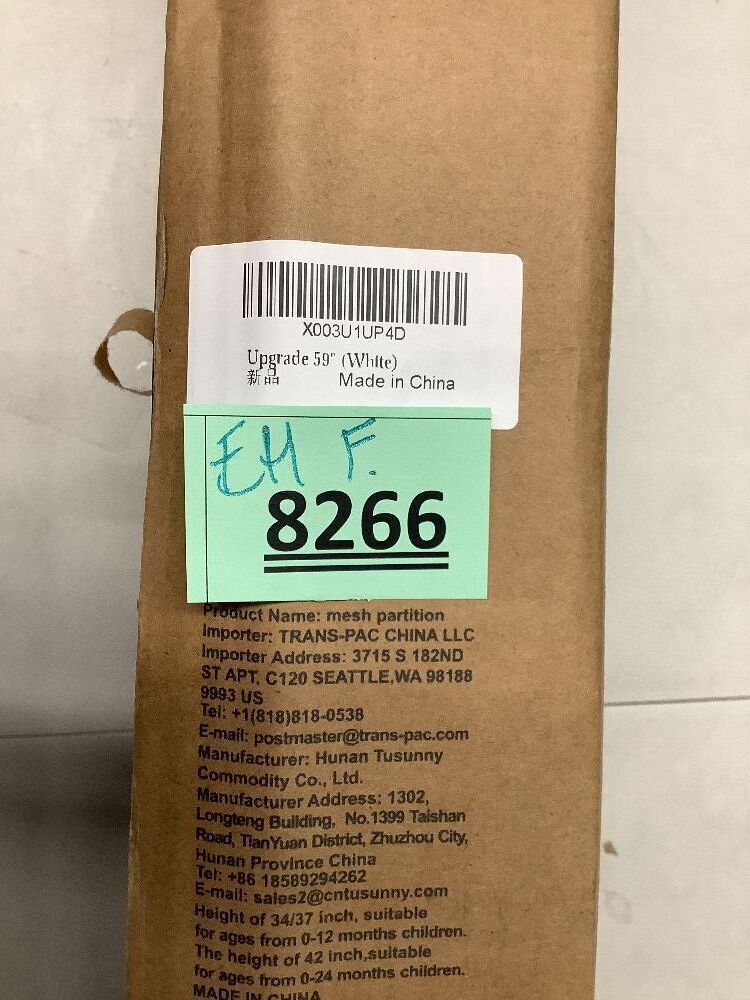 X003U1UP4D
Upgrade 59" (White)
新品 Made in China
EH F.
8266
Product Name: mesh partition
Importer: TRANS-PAC CHINA LLC
Importer Address: 3715 S 182ND
ST APT, C120 SEATTLE,WA 98188
9993 US
Tel: +1(818)818-0538
E-mail: postmaster@trans-pac.com
Manufacturer: Hunan Tusunny
Commodity Co., Ltd.
Manufacturer Address: 1302,
Longteng Building, No.1399 Taishan
Road, TianYuan District, Zhuzhou City,
Hunan Province China
Tel: +86 18589294262
E-mail: sales2@cntusunny.com
Height of 34/37 inch, suitable
for ages from 0-12 months children.
The height of 42 inch,suitable
for ages from 0-24 months children.
MADE IN CHINA